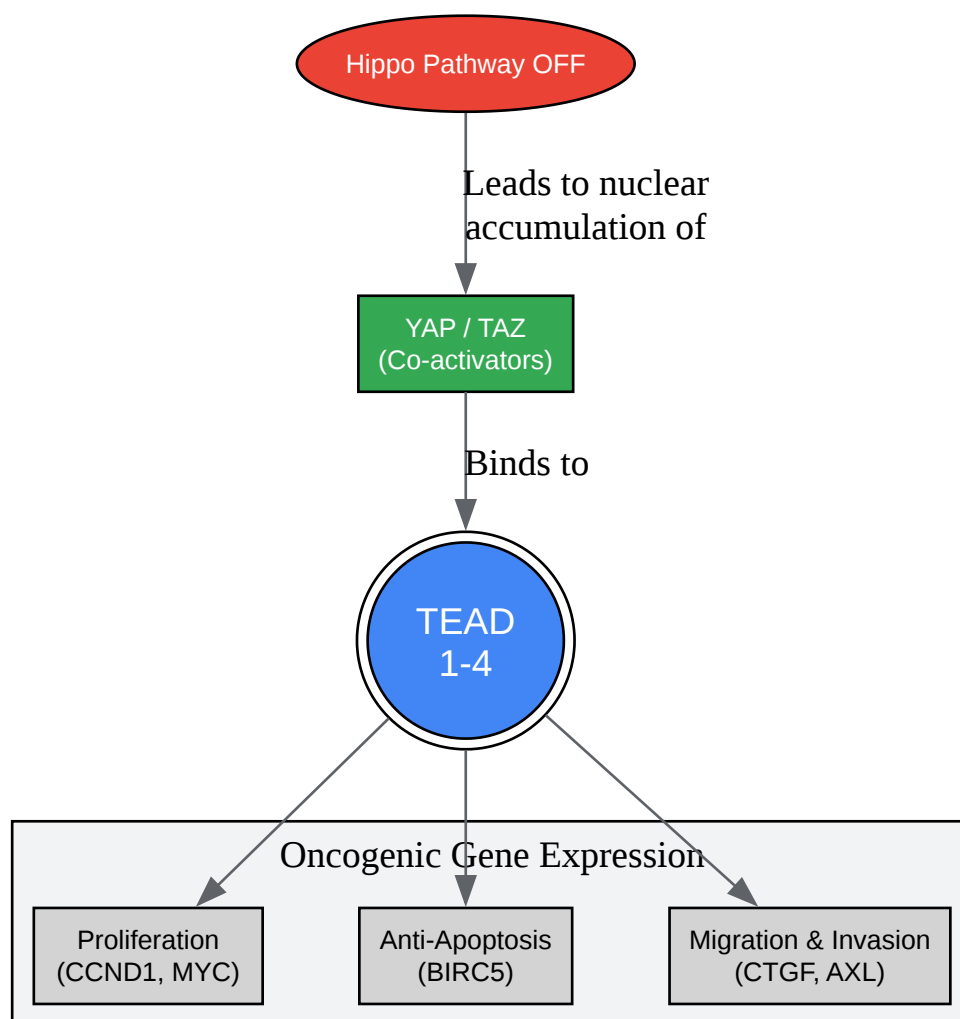 Hippo Pathway OFF
Leads to nuclear
accumulation of
YAP / TAZ
(Co-activators)
Binds to
TEAD
1-4
Oncogenic Gene Expression
Proliferation
(CCND1, MYC)
Anti-Apoptosis
(BIRC5)
Migration & Invasion
(CTGF, AXL)